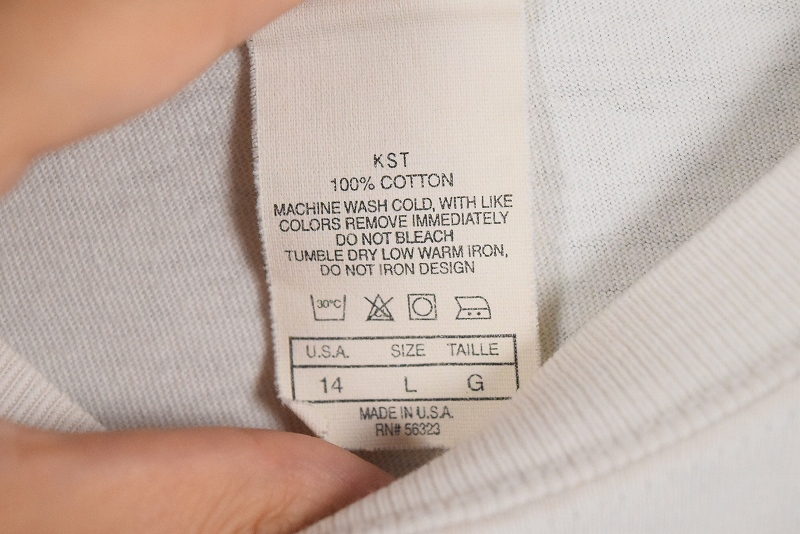 KST
100% COTTON
MACHINE WASH COLD, WITH LIKE
COLORS REMOVE IMMEDIATELY
DO NOT BLEACH
TUMBLE DRY LOW WARM IRON,
DO NOT IRON DESIGN
30°C
U.S.A. SIZE TAILLE
14 L G
MADE IN U.S.A.
RN# 56323